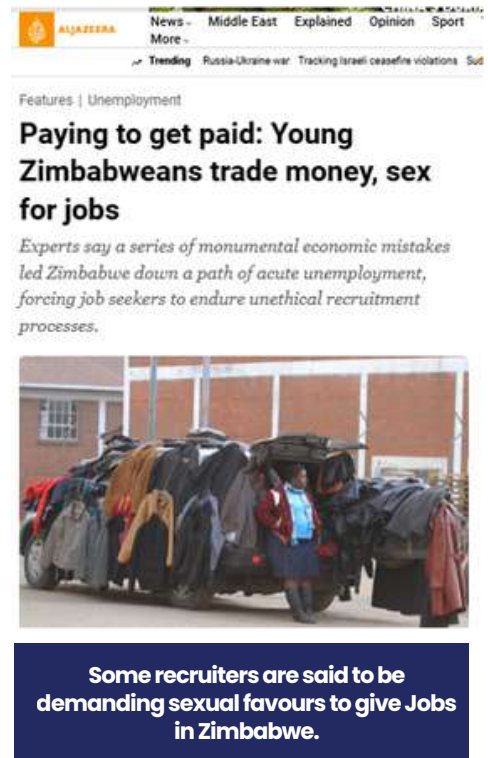 ALJAZEERA
News Middle East Explained Opinion Sport
More
Trending Russia-Ukraine war Tracking Israeli ceasefire violations Sud
Features | Unemployment
Paying to get paid: Young
Zimbabweans trade money, sex
for jobs
Experts say a series of monumental economic mistakes
led Zimbabwe down a path of acute unemployment,
forcing job seekers to endure unethical recruitment
processes.
Some recruiters are said to be
demanding sexual favours to give Jobs
in Zimbabwe.